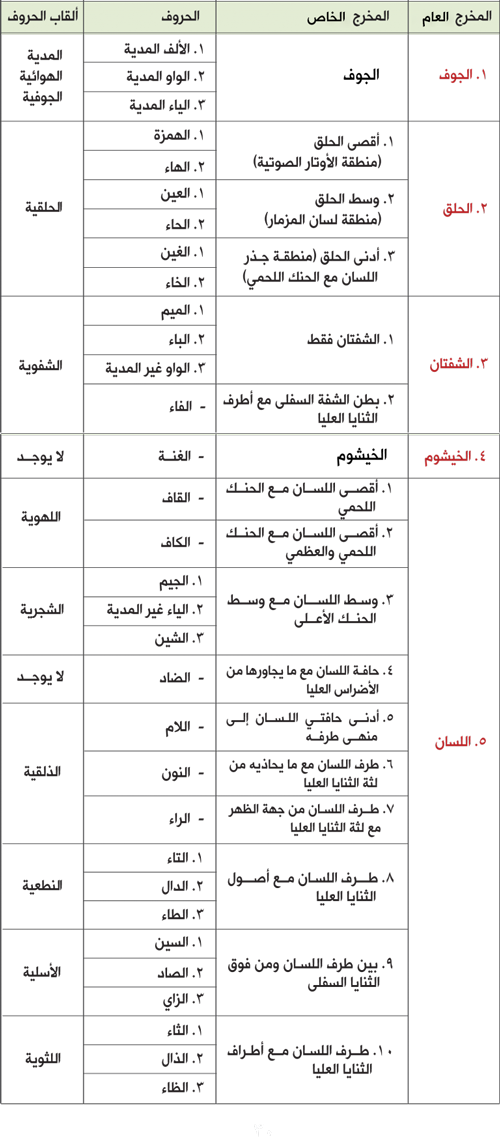 المخرج العام المخرج الخاص الحروف ألقاب الحروف
١. الجوف
الجوف
١. الألف المدية
٢. الواو المدية
٣. الياء المدية
المدية
الهوائية
الجوفية
٢. الحلق
١. أقصى الحلق
(منطقة الأوتار الصوتية)
١. الهمزة
٢. الهاء
٢. وسط الحلق
(منطقة لسان المزمار)
١. العين
٢. الحاء
٣. أدنى الحلق (منطقة جذر
اللسان مع الحنك اللحمي)
١. الغين
٢. الخاء
الحلقية
٣. الشفتان
١. الشفتان فقط
١. الميم
٢. الباء
٣. الواو غير المدية
٢. بطن الشفة السفلى مع أطرف
الثنايا العليا
- الفاء
الشفوية
٤. الخيشوم
الخيشوم
- الغنة
لا يوجد
٥. اللسان
١. أقصى اللسان مع الحنك
اللحمي
- القاف
٢. أقصى اللسان مع الحنك
اللحمي والعظمي
- الكاف
اللهوية
٣. وسط اللسان مع وسط
الحنك الأعلى
١. الجيم
٢. الياء غير المدية
٣. الشين
الشجرية
٤. حافة اللسان مع ما يجاورها من
الأضراس العليا
- الضاد
لا يوجد
٥. أدنى حافتي اللسان إلى
منهى طرفه
- اللام
٦. طرف اللسان مع ما يحاذيه من
لثة الثنايا العليا
- النون
٧. طرف اللسان من جهة الظهر
مع لثة الثنايا العليا
- الراء
الذلقية
٨. طرف اللسان مع أصول
الثنايا العليا
١. التاء
٢. الدال
٣. الطاء
النطعية
٩. بين طرف اللسان ومن فوق
الثنايا السفلى
١. السين
٢. الصاد
٣. الزاي
الأسلية
١٠. طرف اللسان مع أطراف
الثنايا العليا
١. الثاء
٢. الذال
٣. الظاء
اللثوية